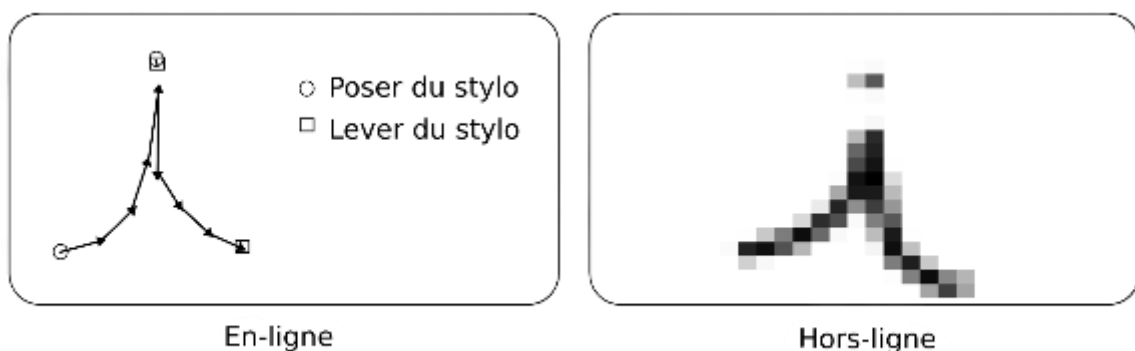 Poser du stylo
Lever du stylo
En-ligne
Hors-ligne